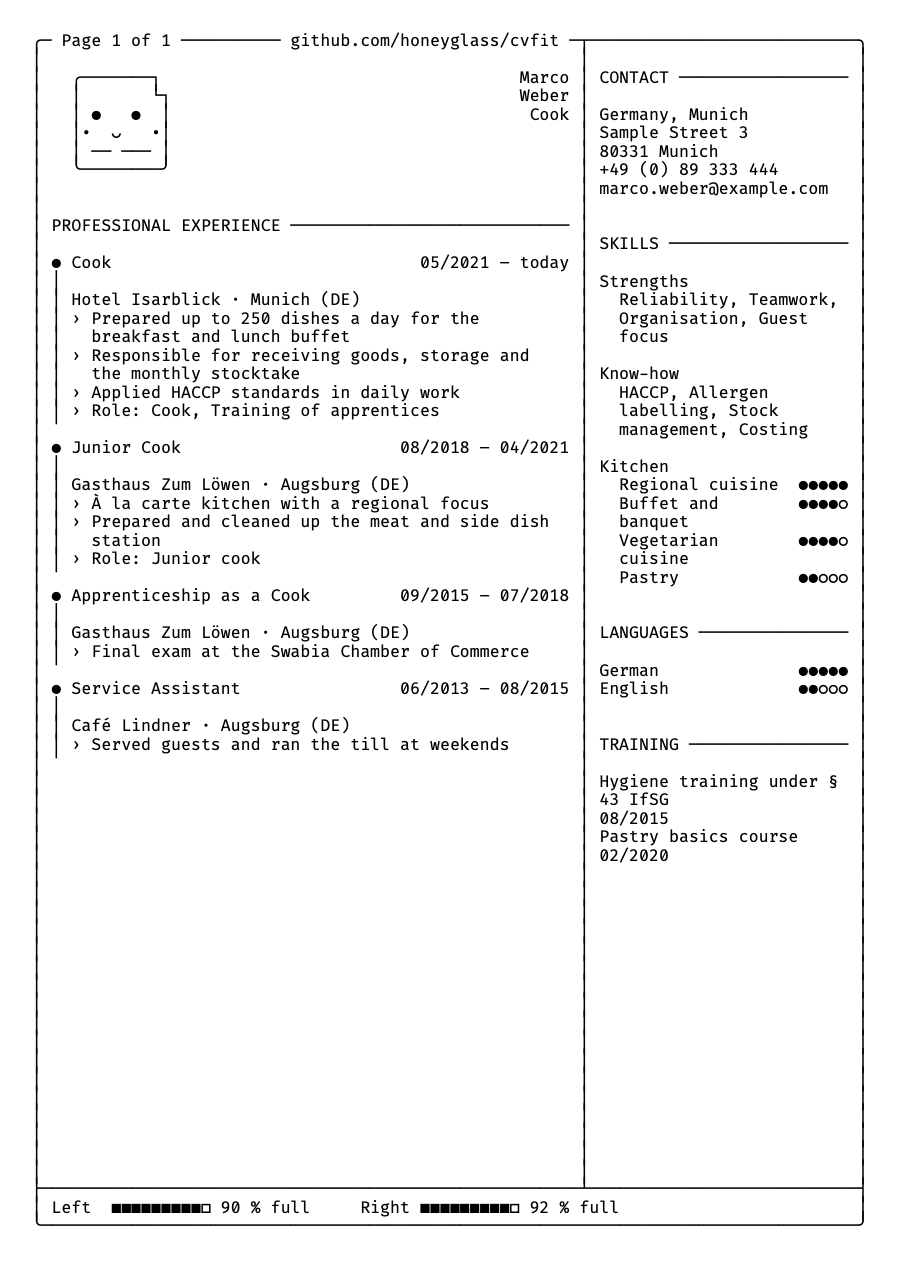 Page 1 of 1
github.com/honeyglass/cvfit
Marco
Weber
Cook
PROFESSIONAL EXPERIENCE
● Cook 05/2021 – today
Hotel Isarblick · Munich (DE)
› Prepared up to 250 dishes a day for the
breakfast and lunch buffet
› Responsible for receiving goods, storage and
the monthly stocktake
› Applied HACCP standards in daily work
› Role: Cook, Training of apprentices
● Junior Cook 08/2018 – 04/2021
Gasthaus Zum Löwen · Augsburg (DE)
› À la carte kitchen with a regional focus
› Prepared and cleaned up the meat and side dish
station
› Role: Junior cook
● Apprenticeship as a Cook 09/2015 – 07/2018
Gasthaus Zum Löwen · Augsburg (DE)
› Final exam at the Swabia Chamber of Commerce
● Service Assistant 06/2013 – 08/2015
Café Lindner · Augsburg (DE)
› Served guests and ran the till at weekends
CONTACT
Germany, Munich
Sample Street 3
80331 Munich
+49 (0) 89 333 444
marco.weber@example.com
SKILLS
Strengths
Reliability, Teamwork,
Organisation, Guest
focus
Know-how
HACCP, Allergen
labelling, Stock
management, Costing
Kitchen
Regional cuisine ●●●●●
Buffet and ●●●●○
banquet
Vegetarian ●●●●○
cuisine
Pastry ●●○○○
LANGUAGES
German ●●●●●
English ●●○○○
TRAINING
Hygiene training under §
43 IfSG
08/2015
Pastry basics course
02/2020
Left ■■■■■■■■■□ 90 % full Right ■■■■■■■■■□ 92 % full